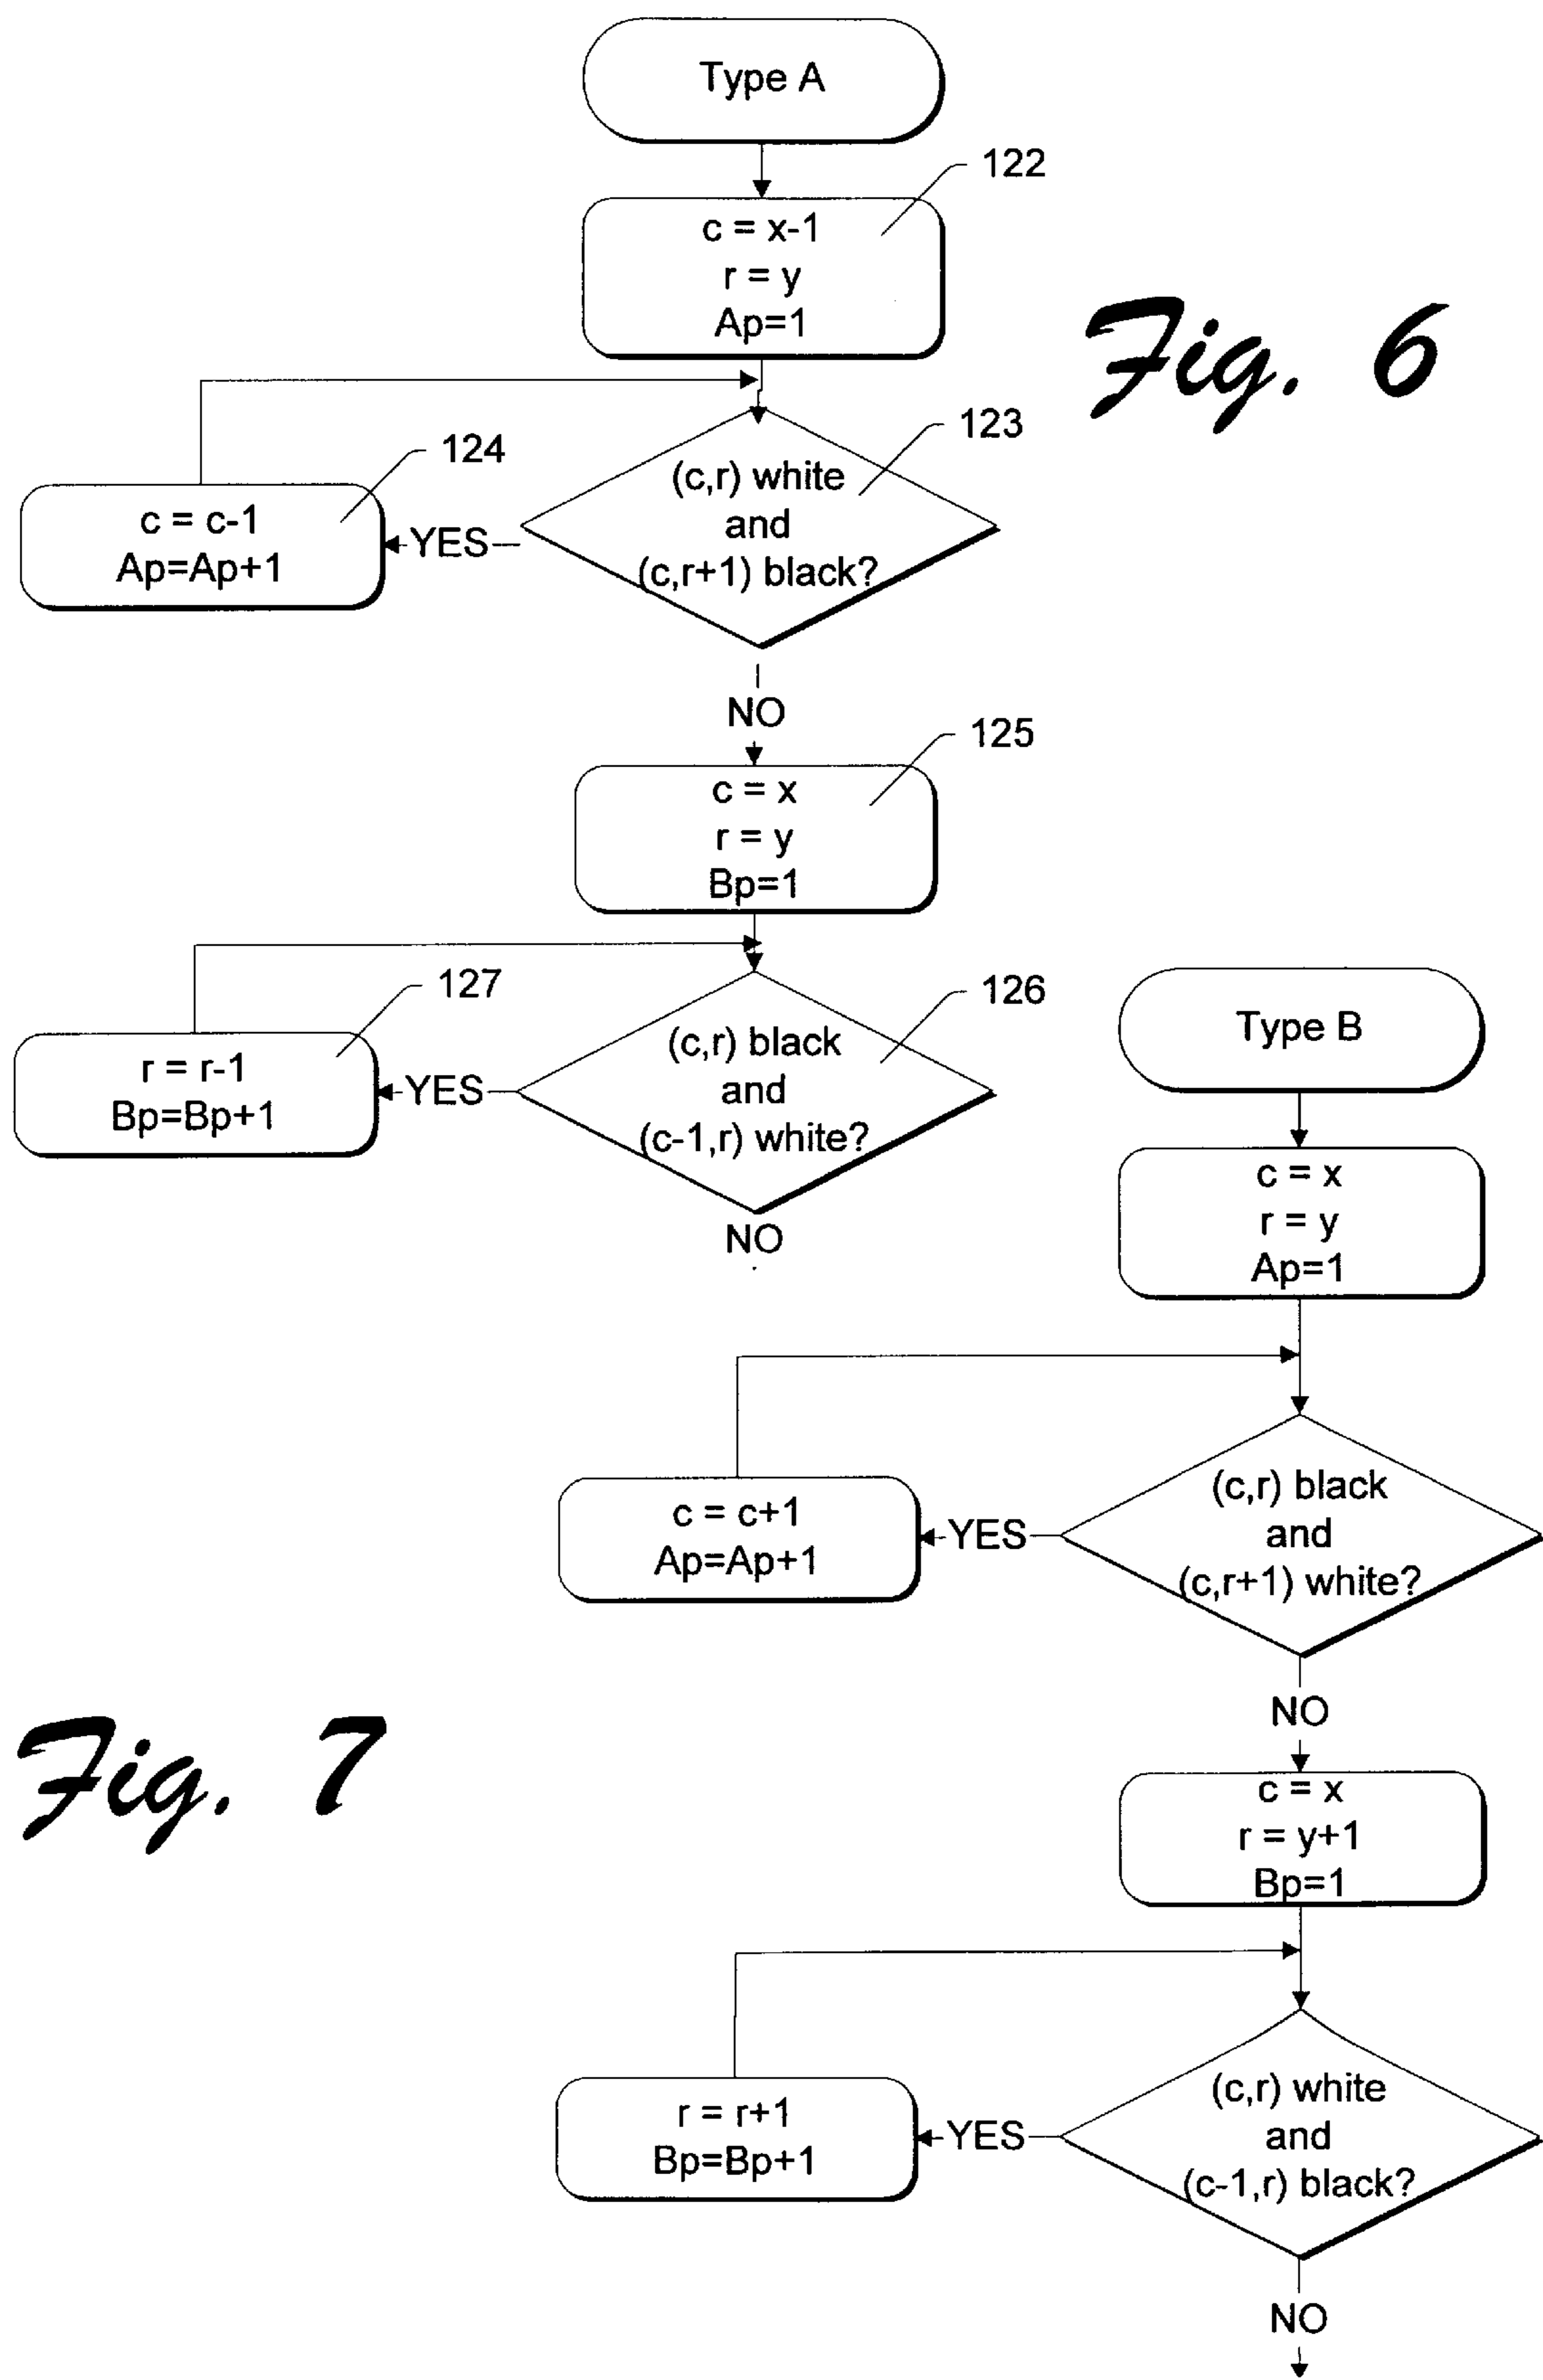 Type A
122
c = x-1
r = y
Ap=1
Fig. 6
123
124
(c,r) white
and
(c,r+1) black?
c = c-1
Ap=Ap+1
YES
NO
125
c = x
r = y
Bp=1
127
126
r = r-1
Bp=Bp+1
YES
(c,r) black
and
(c-1,r) white?
NO
Type B
c = x
r = y
Ap=1
c = c+1
Ap=Ap+1
YES
(c,r) black
and
(c,r+1) white?
NO
Fig. 7
c = x
r = y+1
Bp=1
r = r+1
Bp=Bp+1
YES
(c,r) white
and
(c-1,r) black?
NO